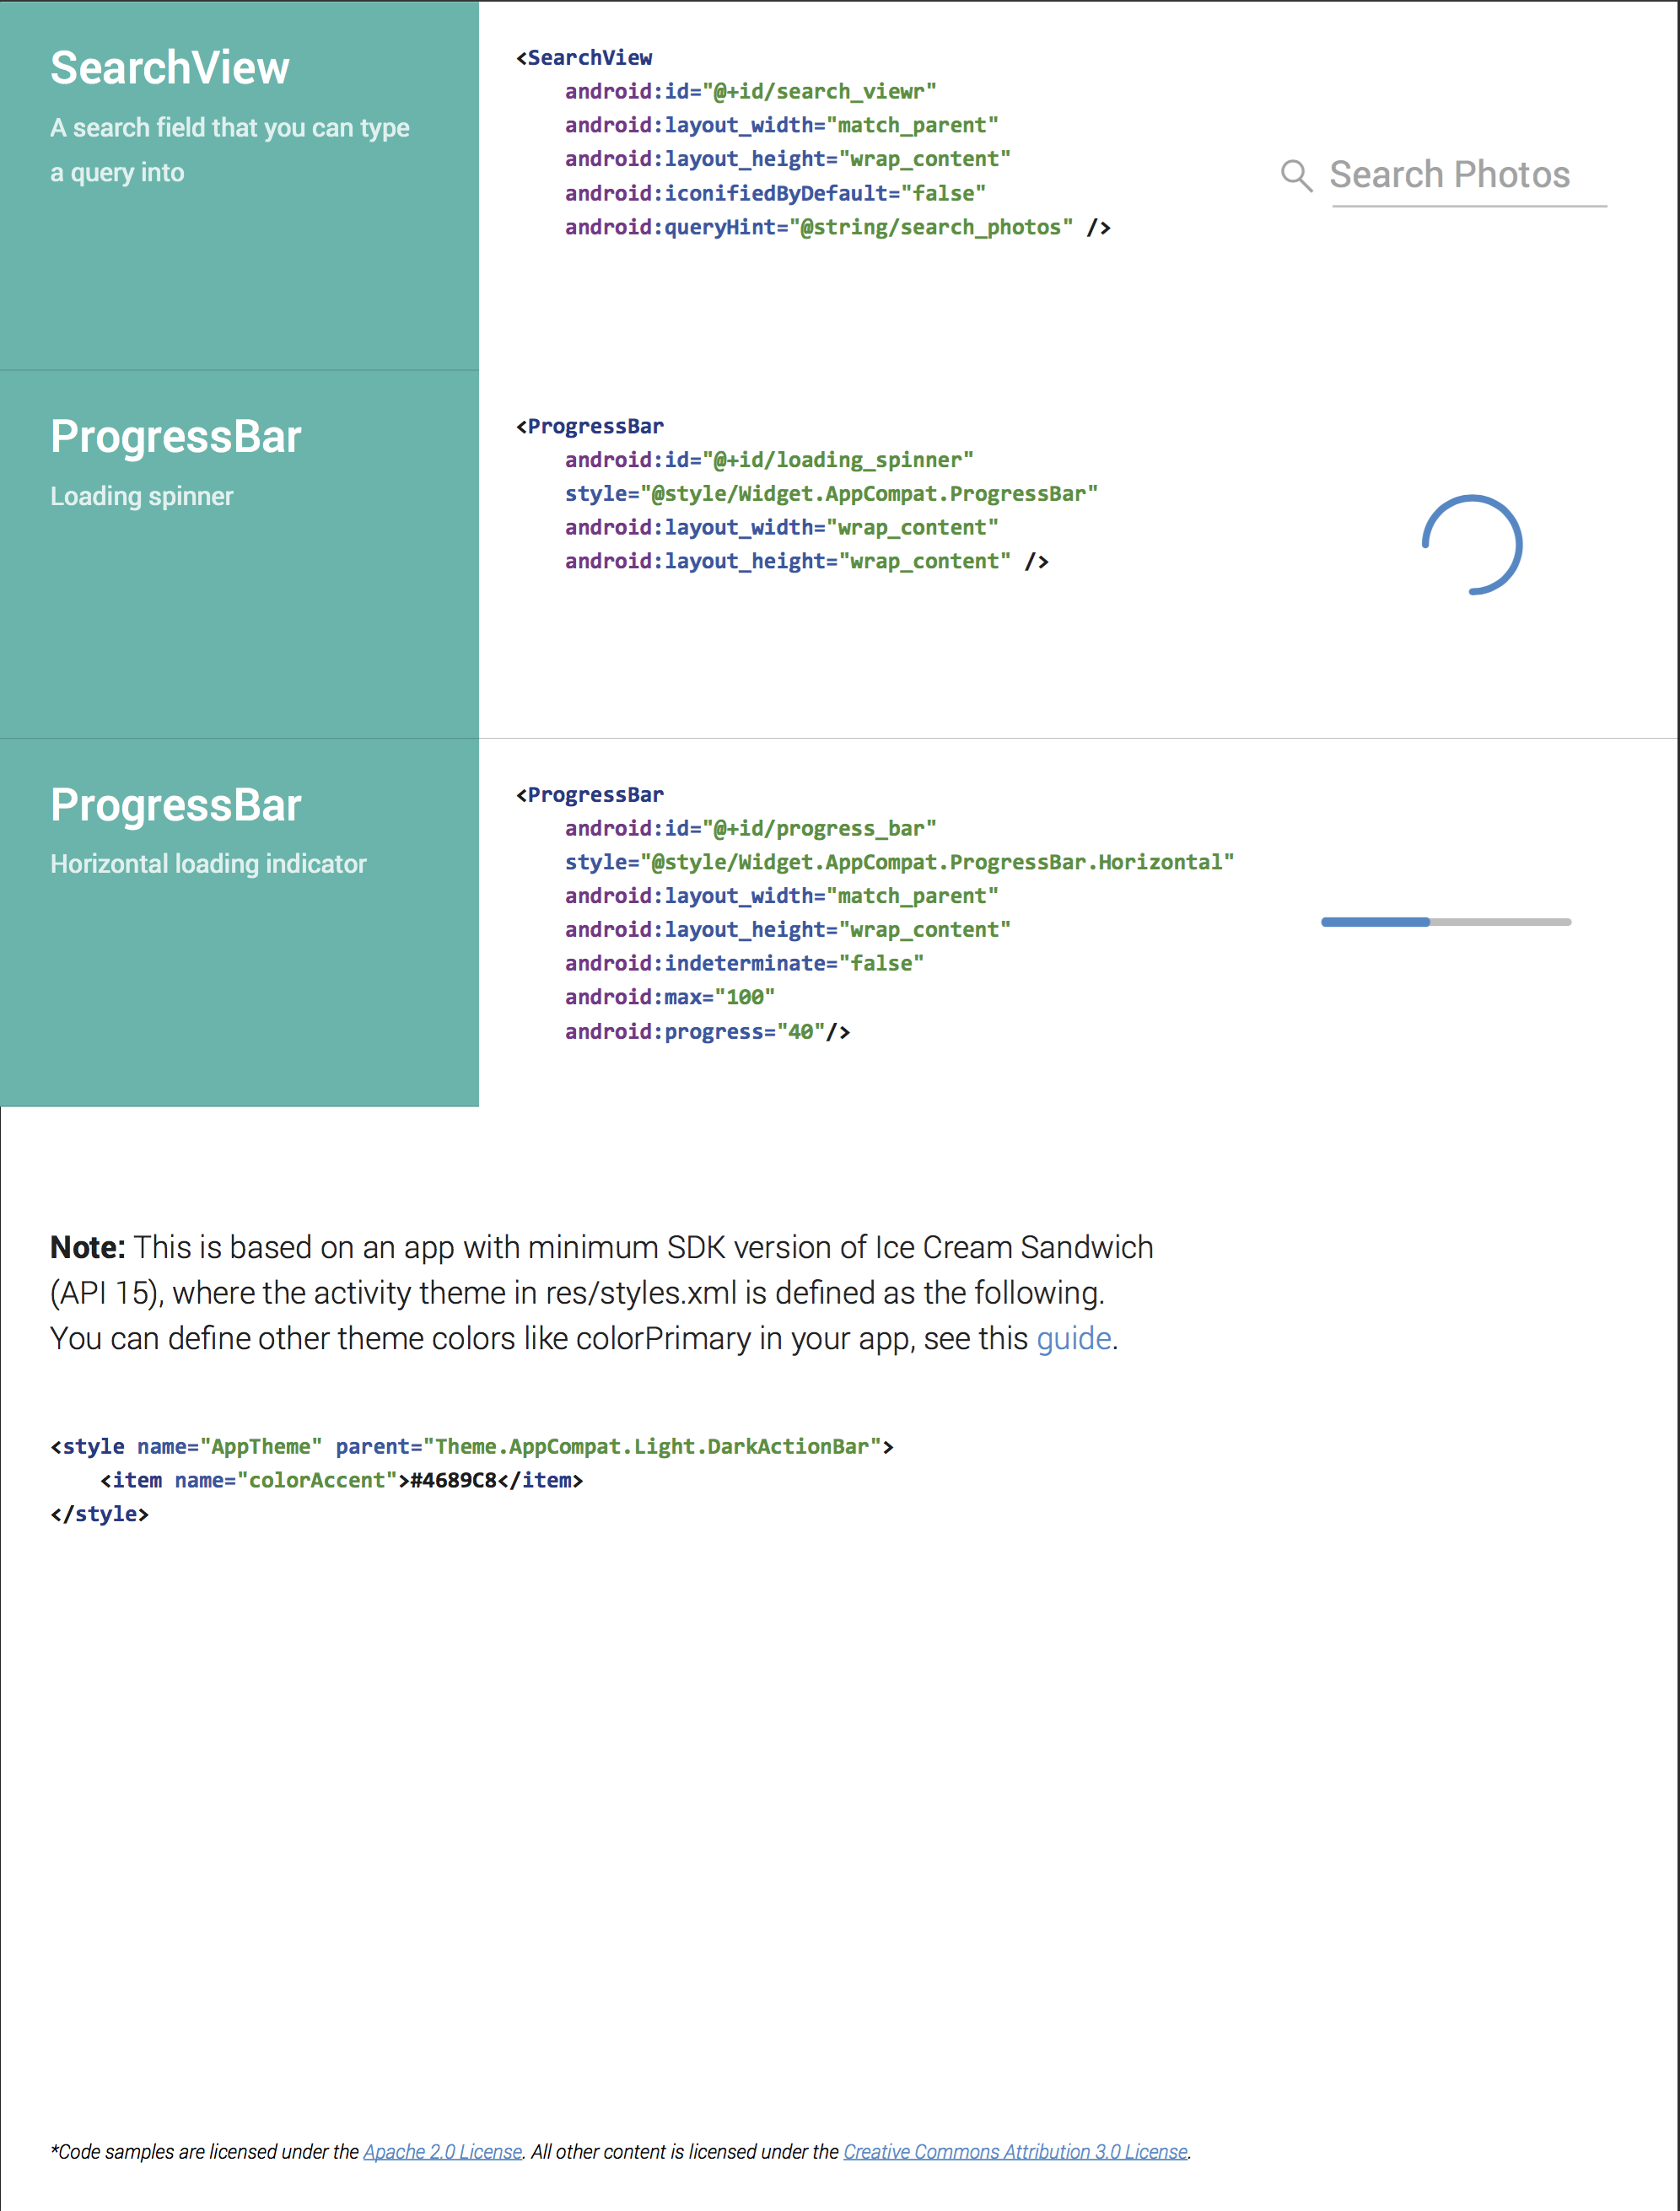 SearchView
A search field that you can type
a query into
<SearchView
android:id="@+id/search_viewr"
android:layout_width="match_parent"
android:layout_height="wrap_content"
android:iconifiedByDefault="false"
android:queryHint="@string/search_photos" />
Search Photos
ProgressBar
Loading spinner
<ProgressBar
android:id="@+id/loading_spinner"
style="@style/Widget.AppCompat.ProgressBar"
android:layout_width="wrap_content"
android:layout_height="wrap_content" />
ProgressBar
Horizontal loading indicator
<ProgressBar
android:id="@+id/progress_bar"
style="@style/Widget.AppCompat.ProgressBar.Horizontal"
android:layout_width="match_parent"
android:layout_height="wrap_content"
android:indeterminate="false"
android:max="100"
android:progress="40"/>
Note: This is based on an app with minimum SDK version of Ice Cream Sandwich
(API 15), where the activity theme in res/styles.xml is defined as the following.
You can define other theme colors like colorPrimary in your app, see this guide.
<style name="AppTheme" parent="Theme.AppCompat.Light.DarkActionBar">
<item name="colorAccent">#4689C8</item>
</style>
*Code samples are licensed under the Apache 2.0 License. All other content is licensed under the Creative Commons Attribution 3.0 License.